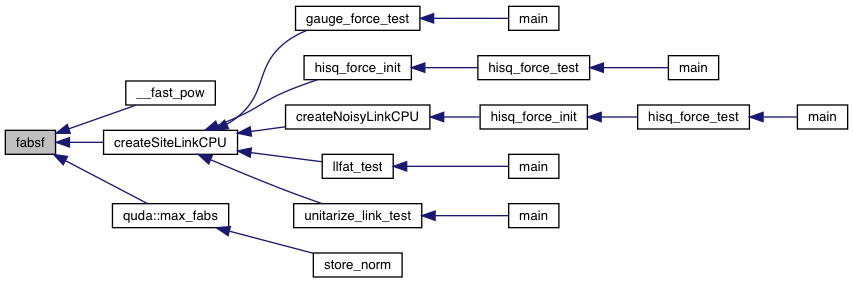 gauge_force_test
main
hisq_force_init
hisq_force_test
main
__fast_pow
createNoisyLinkCPU
hisq_force_init
hisq_force_test
main
fabsf
createSiteLinkCPU
llfat_test
main
quda::max_fabs
unitarize_link_test
main
store_norm